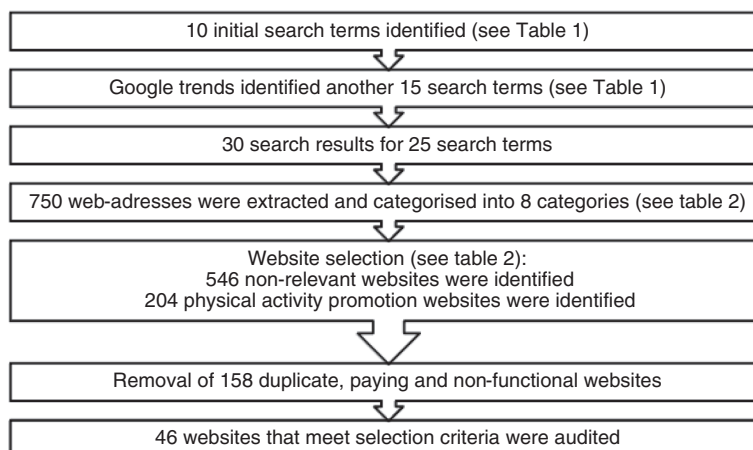 10 initial search terms identified (see Table 1)
Google trends identified another 15 search terms (see Table 1)
30 search results for 25 search terms
750 web-adresses were extracted and categorised into 8 categories (see table 2)
Website selection (see table 2):
546 non-relevant websites were identified
204 physical activity promotion websites were identified
Removal of 158 duplicate, paying and non-functional websites
46 websites that meet selection criteria were audited